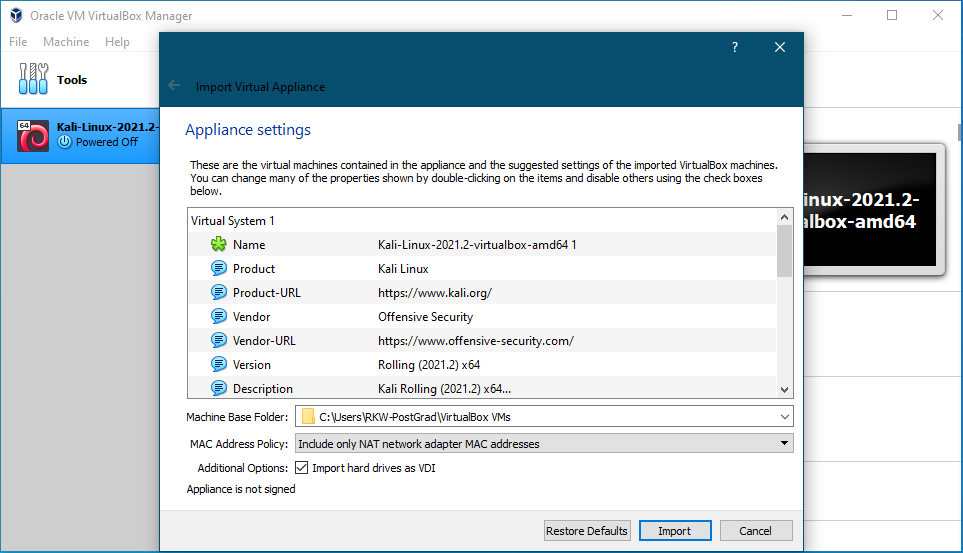 Oracle VM VirtualBox Manager
File Machine Help
Tools
64
Kali-Linux-2021.2-
Powered Off
?
Import Virtual Appliance
Appliance settings
These are the virtual machines contained in the appliance and the suggested settings of the imported VirtualBox machines.
You can change many of the properties shown by double-clicking on the items and disable others using the check boxes
below.
Virtual System 1
Name Kali-Linux-2021.2-virtualbox-amd64 1
Product Kali Linux
Product-URL https://www.kali.org/
Vendor Offensive Security
Vendor-URL https://www.offensive-security.com/
Version Rolling (2021.2) x64
Description Kali Rolling (2021.2) x64...
Machine Base Folder: C:\Users\RKW-PostGrad\VirtualBox VMs
MAC Address Policy: Include only NAT network adapter MAC addresses
Additional Options: Import hard drives as VDI
Appliance is not signed
Restore Defaults Import Cancel
inux-2021.2-
albox-amd64